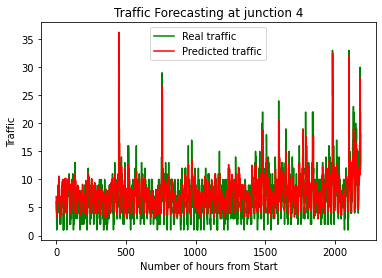 Traffic Forecasting at junction 4
Real traffic
Predicted traffic
Traffic
35
30
25
20
15
10
5
0
0 500 1000 1500 2000
Number of hours from Start